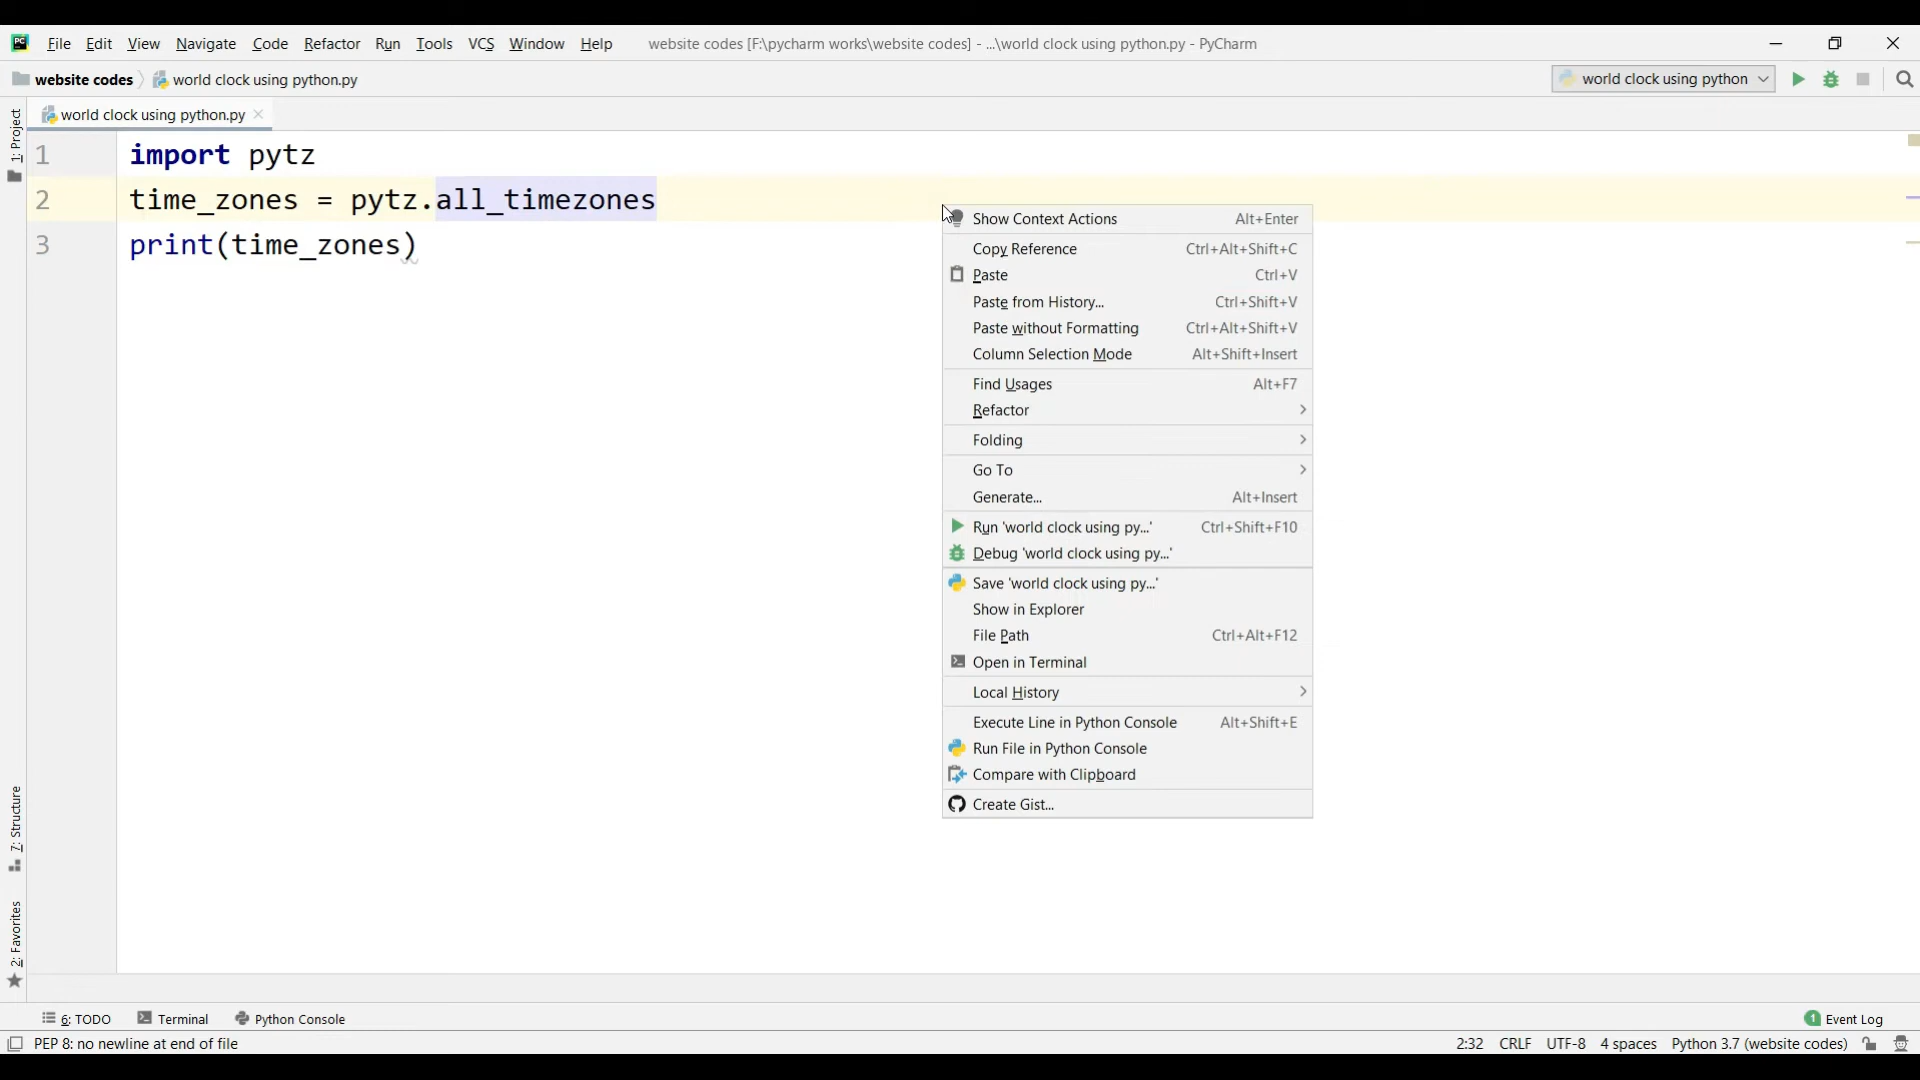 PC File Edit View Navigate Code Refactor Run Tools VCS Window Help website codes [F:\pycharm works\website codes] - ...\world clock using python.py - PyCharm
website codes world clock using python.py world clock using python
world clock using python.py
1: Project
1 import pytz
2 time_zones = pytz.all_timezones
3 print(time_zones)
Show Context Actions Alt+Enter
Copy Reference Ctrl+Alt+Shift+C
Paste Ctrl+V
Paste from History... Ctrl+Shift+V
Paste without Formatting Ctrl+Alt+Shift+V
Column Selection Mode Alt+Shift+Insert
Find Usages Alt+F7
Refactor
Folding
Go To
Generate... Alt+Insert
Run 'world clock using py...' Ctrl+Shift+F10
Debug 'world clock using py...'
Save 'world clock using py...'
Show in Explorer
File Path Ctrl+Alt+F12
Open in Terminal
Local History
Execute Line in Python Console Alt+Shift+E
Run File in Python Console
Compare with Clipboard
Create Gist...
7: Structure
2: Favorites
6: TODO Terminal Python Console 1 Event Log
PEP 8: no newline at end of file 2:32 CRLF UTF-8 4 spaces Python 3.7 (website codes)